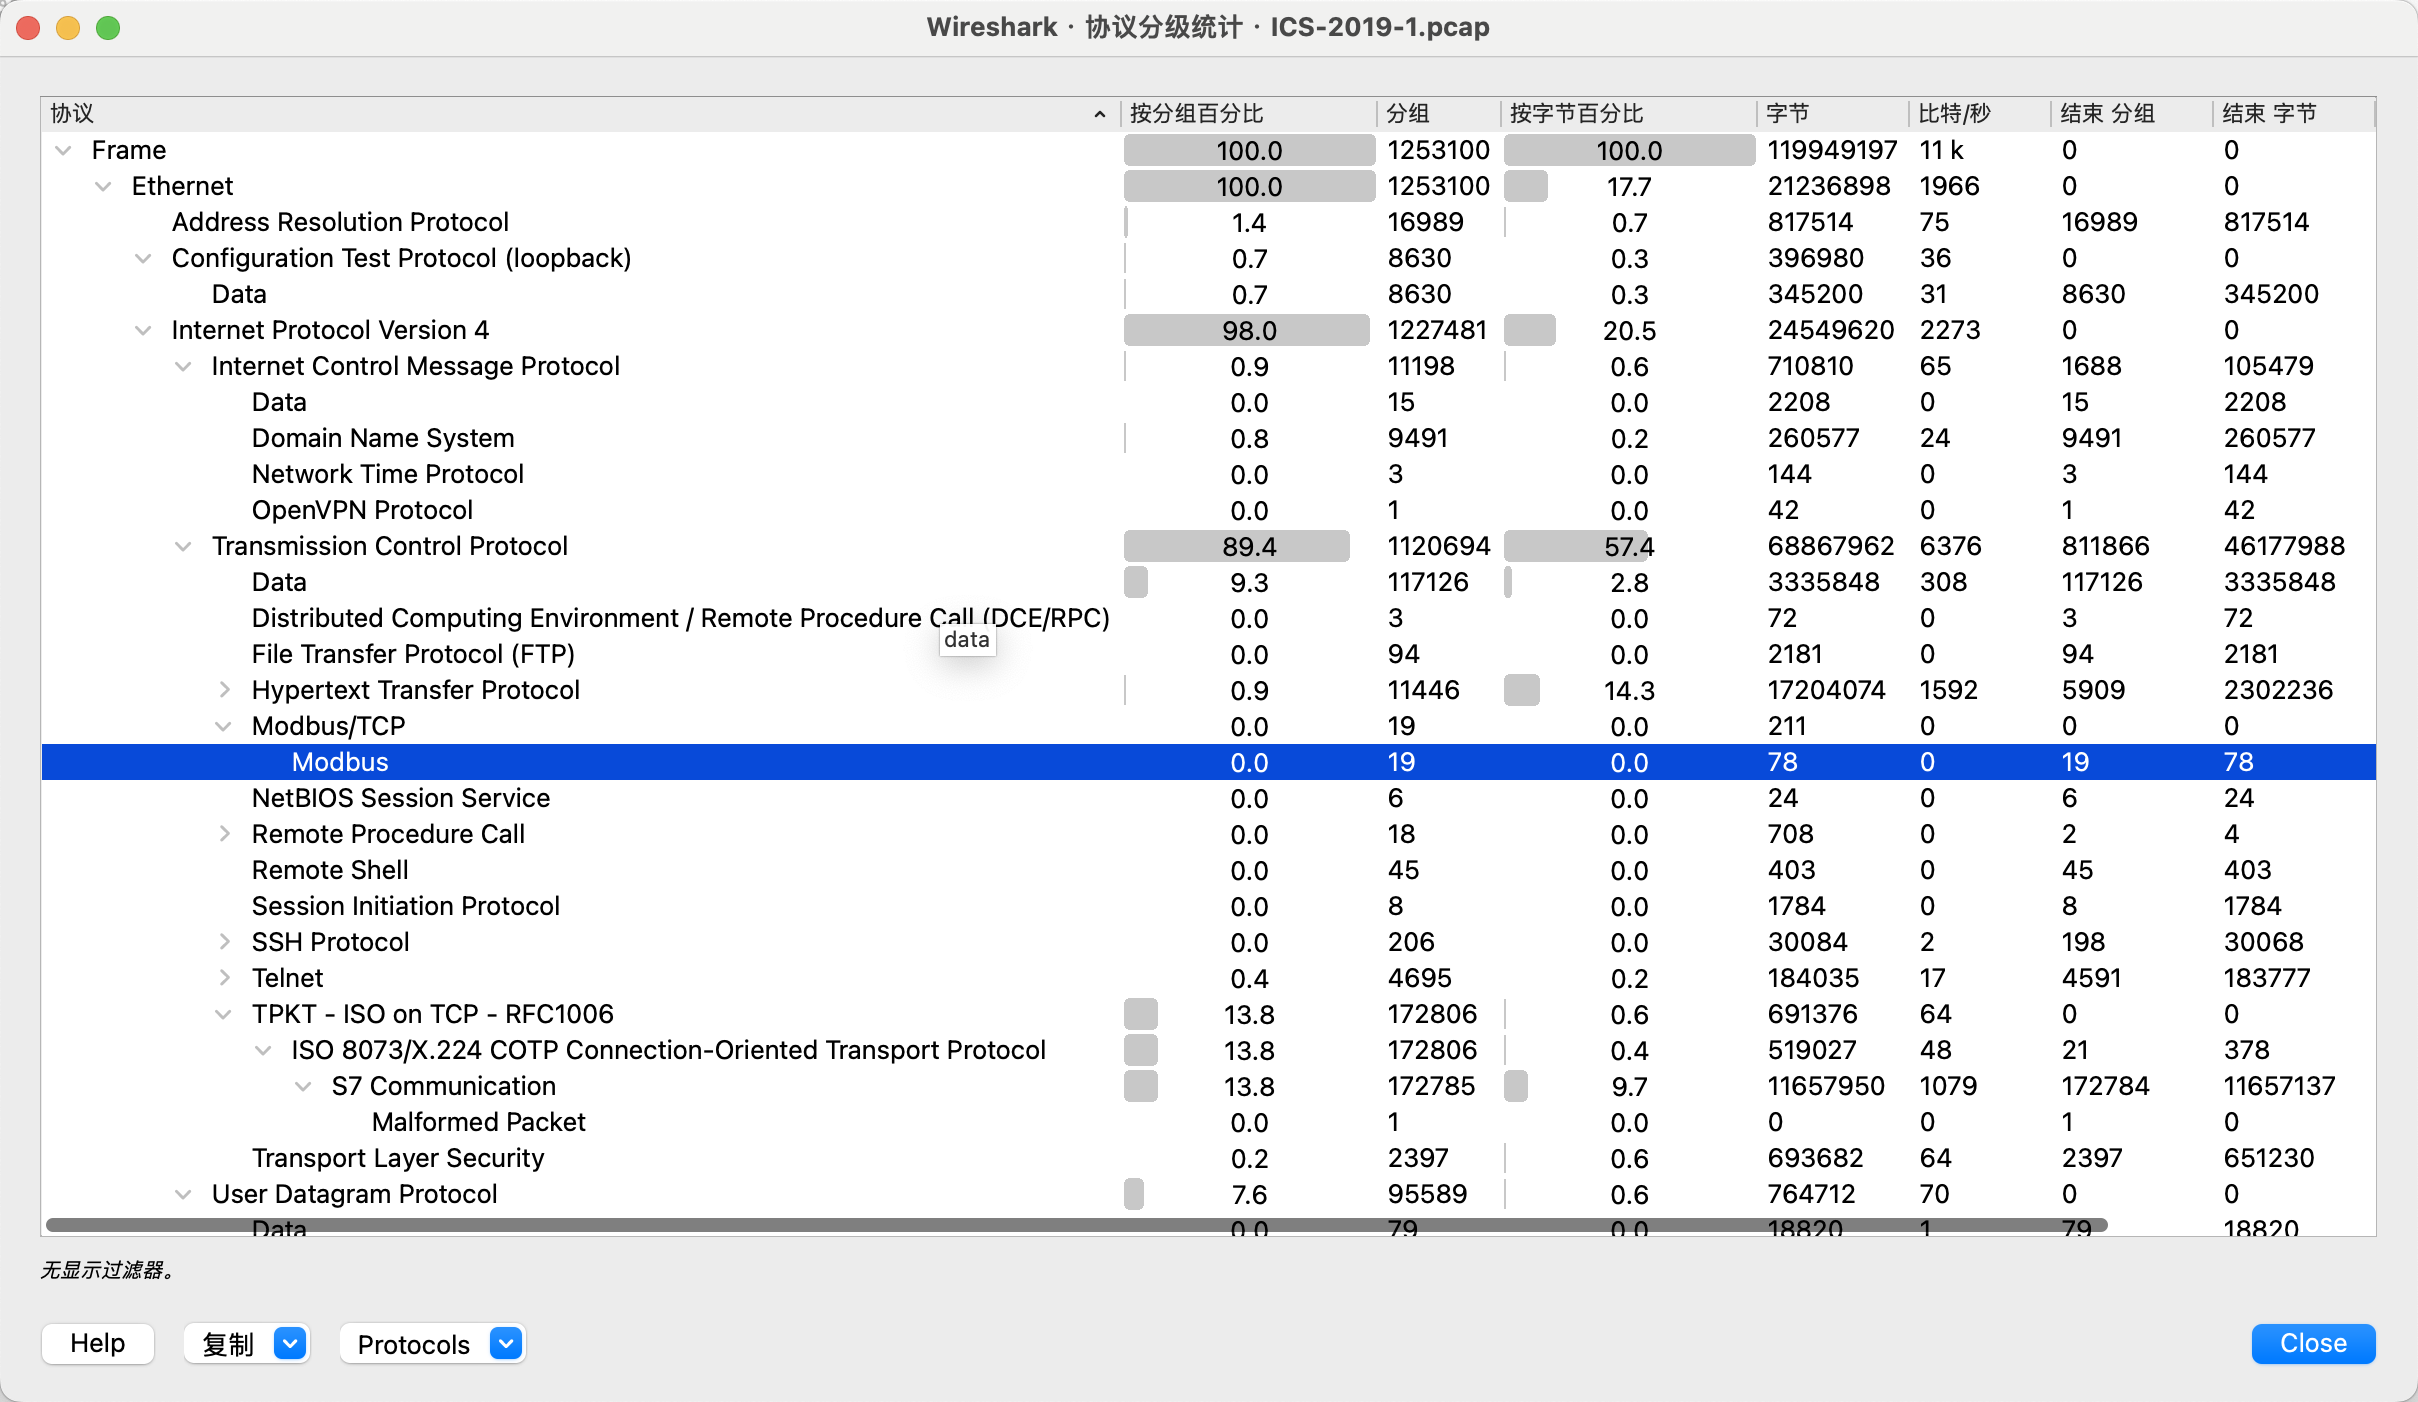 Wireshark · 协议分级统计 · ICS-2019-1.pcap
协议 按分组百分比 分组 按字节百分比 字节 比特/秒 结束 分组 结束 字节
Frame 100.0 1253100 100.0 119949197 11 k 0 0
Ethernet 100.0 1253100 17.7 21236898 1966 0 0
Address Resolution Protocol 1.4 16989 0.7 817514 75 16989 817514
Configuration Test Protocol (loopback) 0.7 8630 0.3 396980 36 0 0
Data 0.7 8630 0.3 345200 31 8630 345200
Internet Protocol Version 4 98.0 1227481 20.5 24549620 2273 0 0
Internet Control Message Protocol 0.9 11198 0.6 710810 65 1688 105479
Data 0.0 15 0.0 2208 0 15 2208
Domain Name System 0.8 9491 0.2 260577 24 9491 260577
Network Time Protocol 0.0 3 0.0 144 0 3 144
OpenVPN Protocol 0.0 1 0.0 42 0 1 42
Transmission Control Protocol 89.4 1120694 57.4 68867962 6376 811866 46177988
Data 9.3 117126 2.8 3335848 308 117126 3335848
Distributed Computing Environment / Remote Procedure Call (DCE/RPC) 0.0 3 0.0 72 0 3 72
data
File Transfer Protocol (FTP) 0.0 94 0.0 2181 0 94 2181
Hypertext Transfer Protocol 0.9 11446 14.3 17204074 1592 5909 2302236
Modbus/TCP 0.0 19 0.0 211 0 0 0
Modbus 0.0 19 0.0 78 0 19 78
NetBIOS Session Service 0.0 6 0.0 24 0 6 24
Remote Procedure Call 0.0 18 0.0 708 0 2 4
Remote Shell 0.0 45 0.0 403 0 45 403
Session Initiation Protocol 0.0 8 0.0 1784 0 8 1784
SSH Protocol 0.0 206 0.0 30084 2 198 30068
Telnet 0.4 4695 0.2 184035 17 4591 183777
TPKT - ISO on TCP - RFC1006 13.8 172806 0.6 691376 64 0 0
ISO 8073/X.224 COTP Connection-Oriented Transport Protocol 13.8 172806 0.4 519027 48 21 378
S7 Communication 13.8 172785 9.7 11657950 1079 172784 11657137
Malformed Packet 0.0 1 0.0 0 0 1 0
Transport Layer Security 0.2 2397 0.6 693682 64 2397 651230
User Datagram Protocol 7.6 95589 0.6 764712 70 0 0
Data 0.0 79 0.0 18820 1 79 18820
无显示过滤器。
Help 复制 Protocols Close